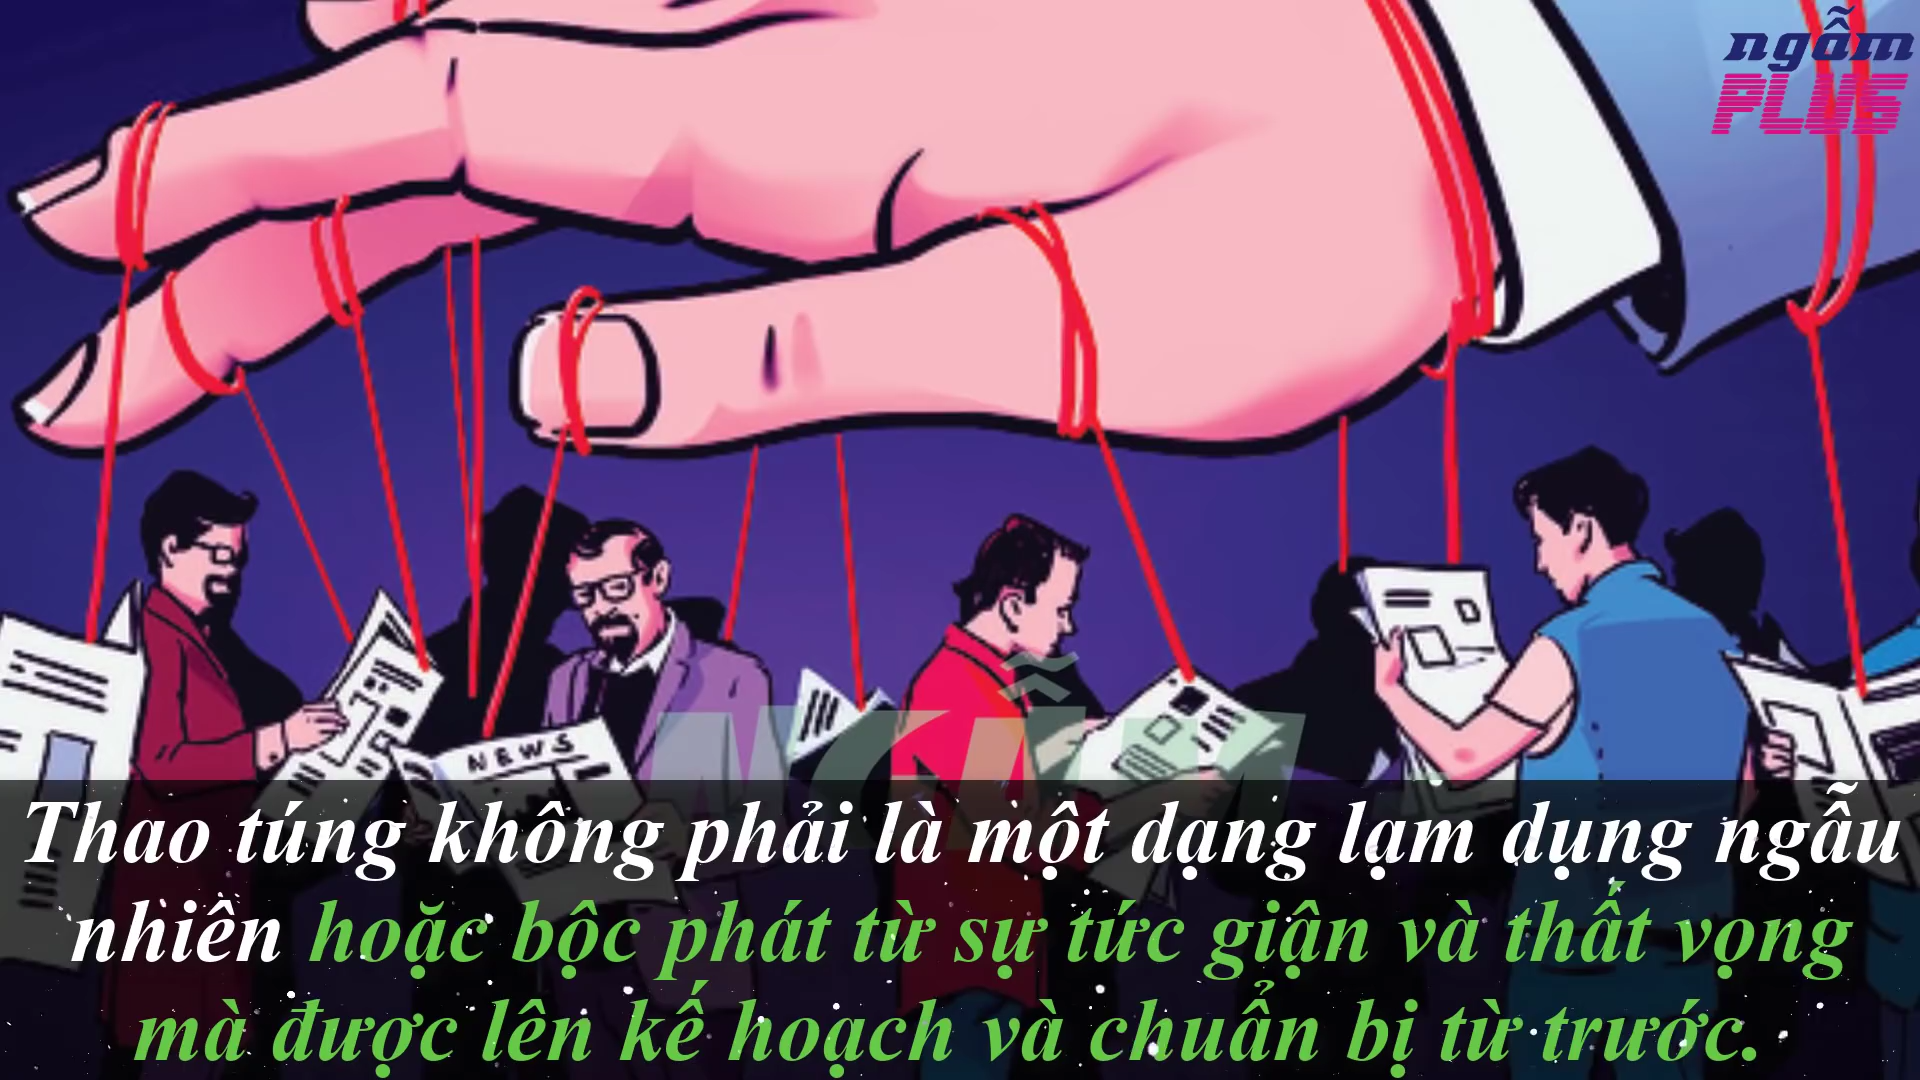 ngẫm
PLUS
NEWS
NGẪM
Thao túng không phải là một dạng lạm dụng ngẫu
nhiên hoặc bộc phát từ sự tức giận và thất vọng
mà được lên kế hoạch và chuẩn bị từ trước.